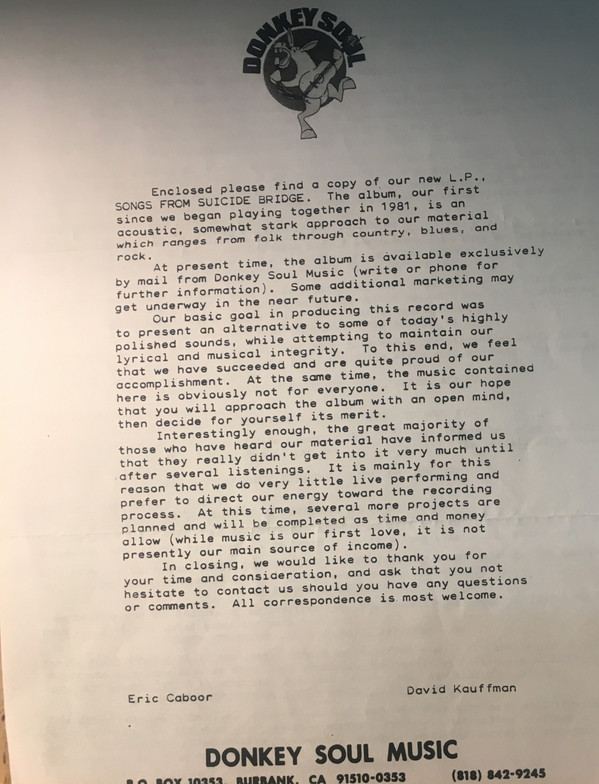 DONKEY SOUL
Enclosed please find a copy of our new L.P.,
SONGS FROM SUICIDE BRIDGE. The album, our first
since we began playing together in 1981, is an
acoustic, somewhat stark approach to our material
which ranges from folk through country, blues, and
rock.
At present time, the album is available exclusively
by mail from Donkey Soul Music (write or phone for
further information). Some additional marketing may
get underway in the near future.
Our basic goal in producing this record was
to present an alternative to some of today's highly
polished sounds, while attempting to maintain our
lyrical and musical integrity. To this end, we feel
that we have succeeded and are quite proud of our
accomplishment. At the same time, the music contained
here is obviously not for everyone. It is our hope
that you will approach the album with an open mind,
then decide for yourself its merit.
Interestingly enough, the great majority of
those who have heard our material have informed us
that they really didn't get into it very much until
after several listenings. It is mainly for this
reason that we do very little live performing and
prefer to direct our energy toward the recording
process. At this time, several more projects are
planned and will be completed as time and money
allow (while music is our first love, it is not
presently our main source of income).
In closing, we would like to thank you for
your time and consideration, and ask that you not
hesitate to contact us should you have any questions
or comments. All correspondence is most welcome.
Eric Caboor David Kauffman
DONKEY SOUL MUSIC
P.O. BOX 10353, BURBANK, CA 91510-0353 (818) 842-9245